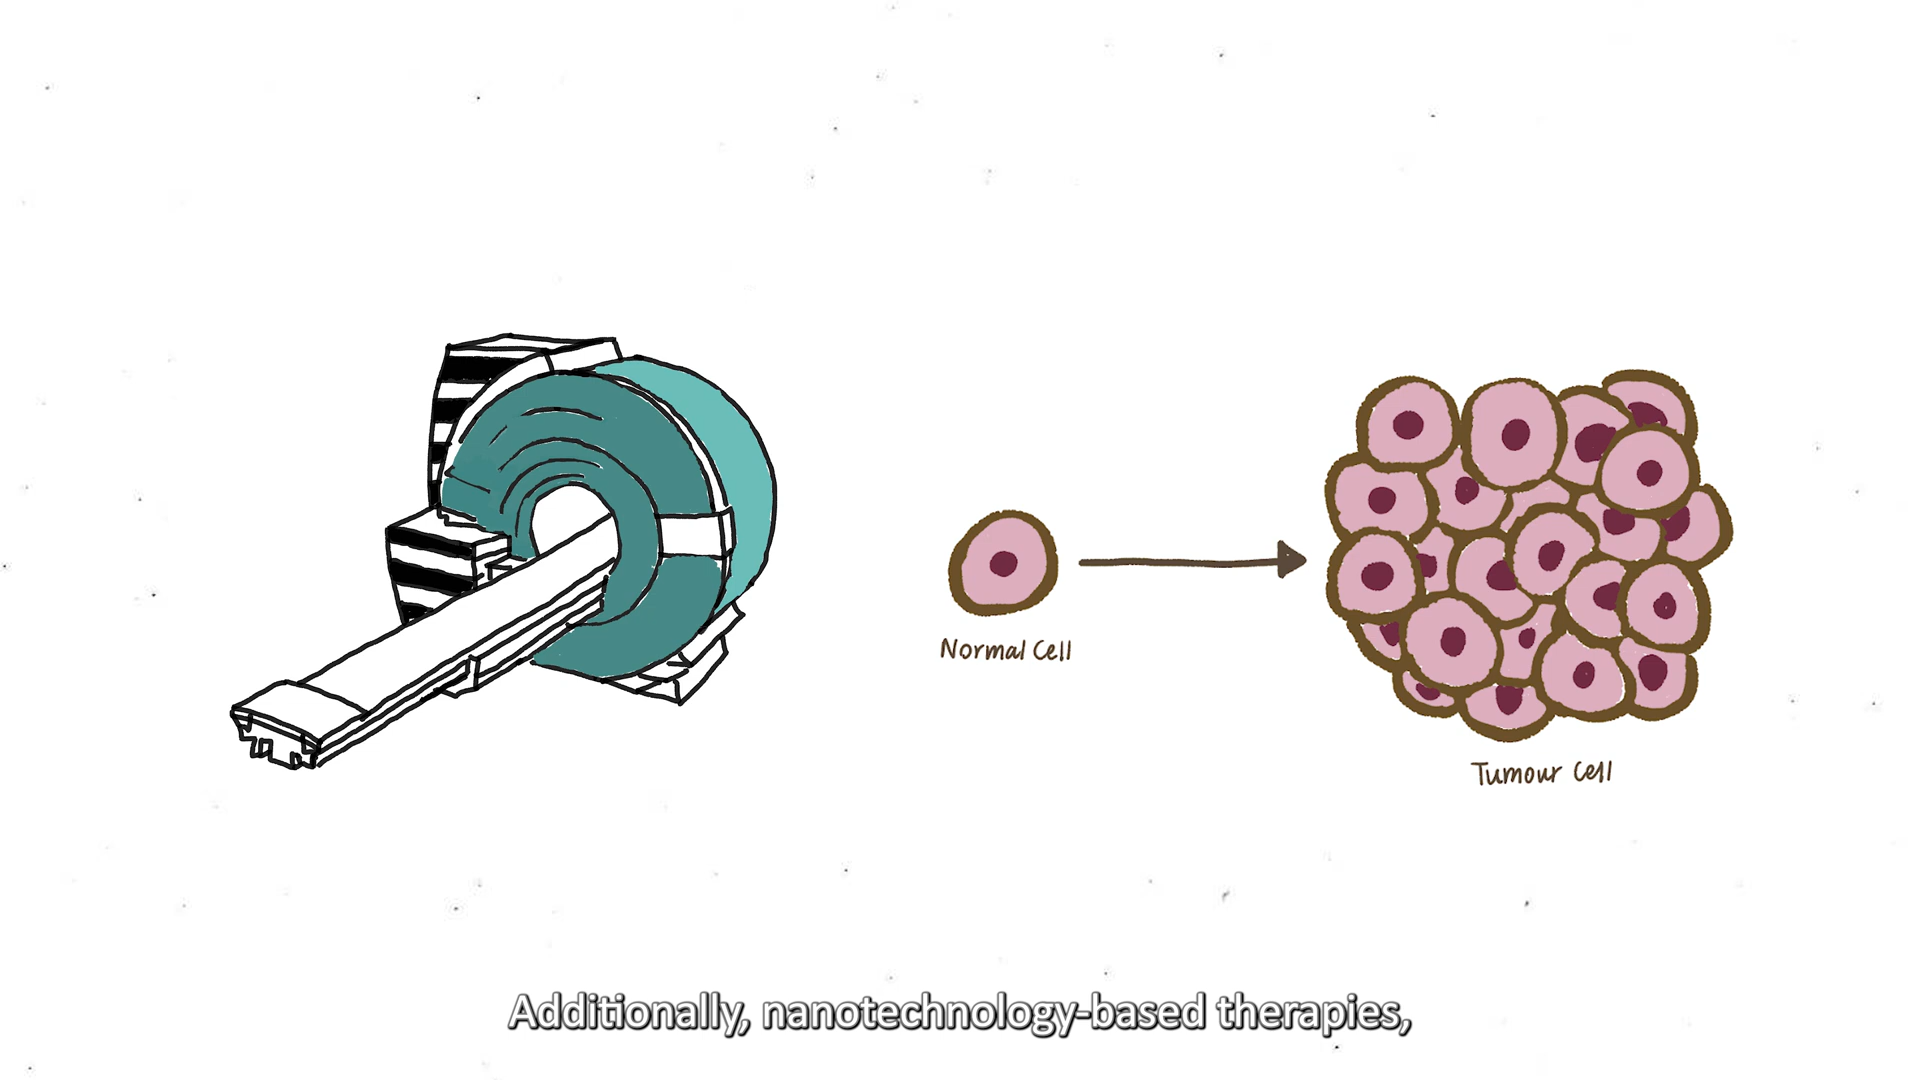 Normal Cell
Tumour Cell
Additionally, nanotechnology-based therapies,